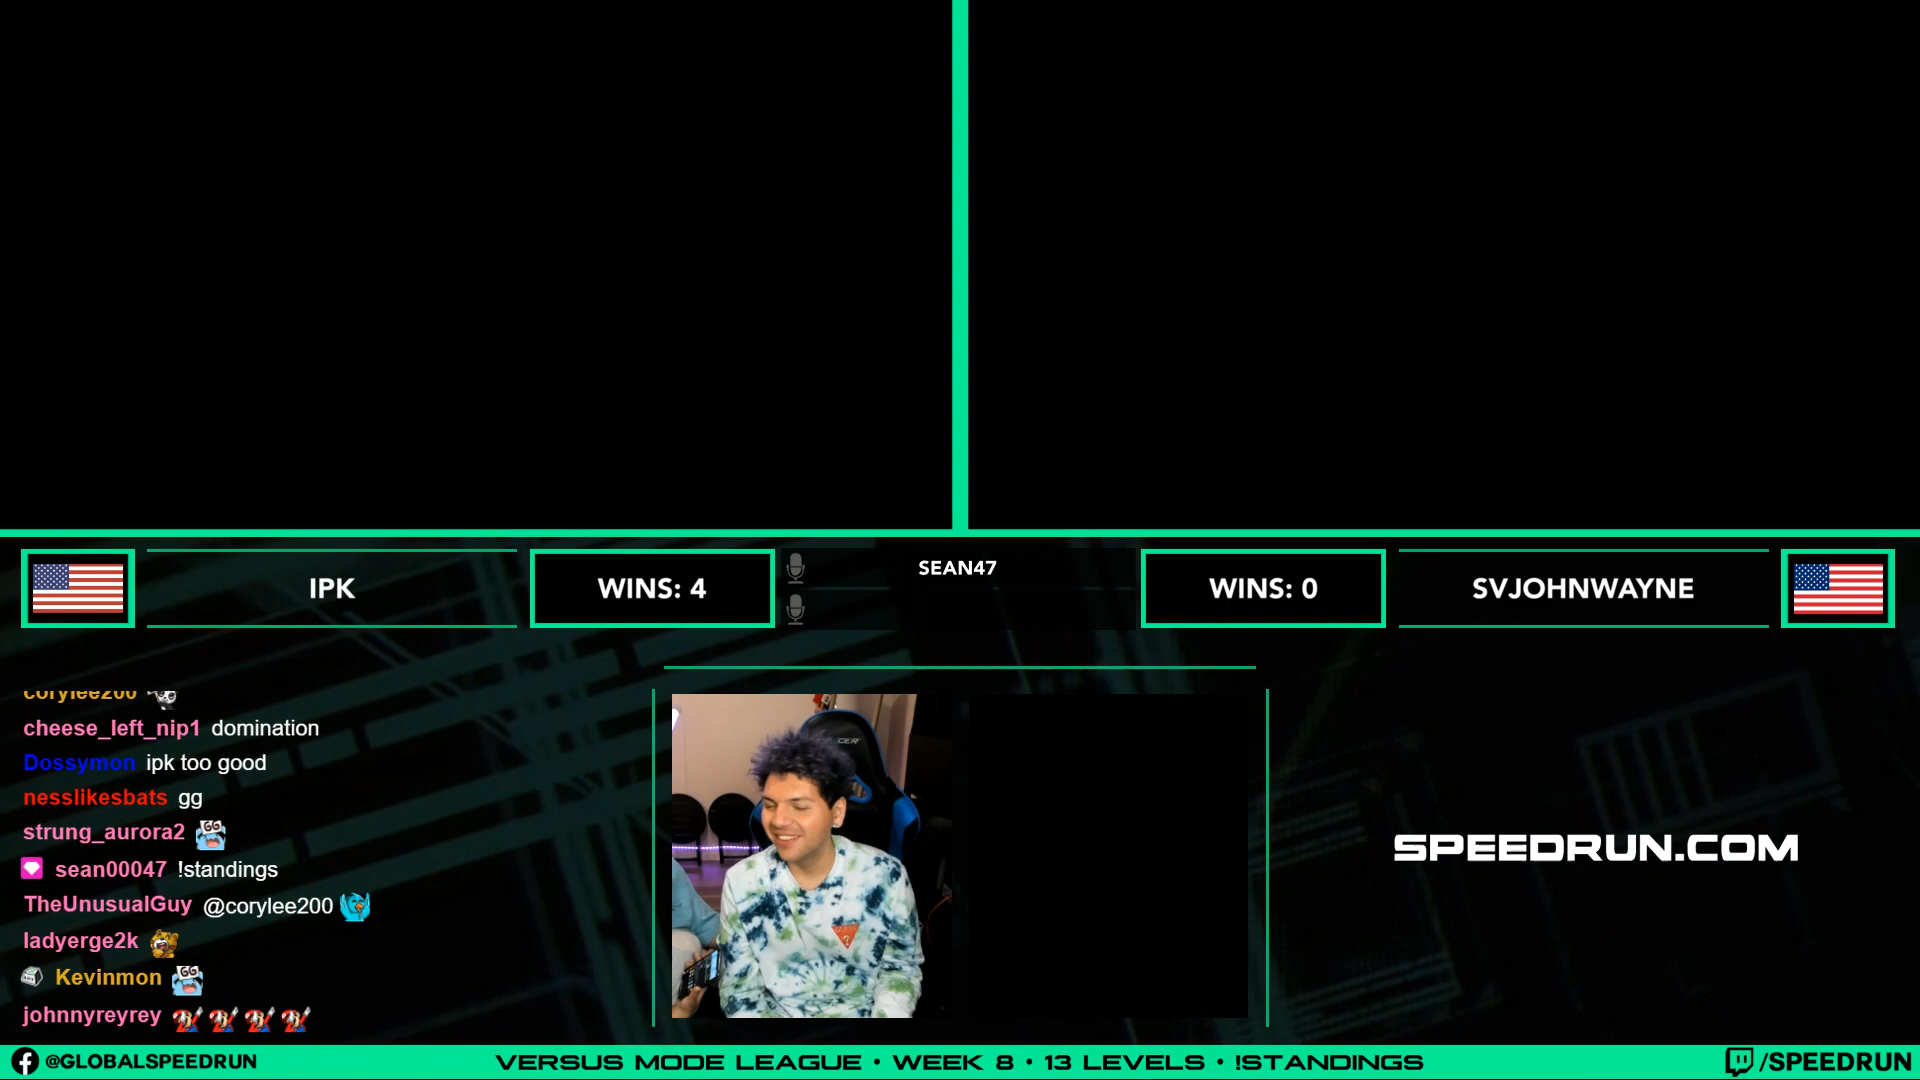 IPK
WINS: 4
SEAN47
WINS: 0
SVJOHNWAYNE
corylee200
cheese_left_nip1 domination
Dossymon ipk too good
nesslikesbats gg
strung_aurora2
sean00047 !standings
TheUnusualGuy @corylee200
ladyerge2k
Kevinmon
johnnyreyrey
SPEEDRUN.COM
@GLOBALSPEEDRUN
VERSUS MODE LEAGUE • WEEK 8 • 13 LEVELS • !STANDINGS
/SPEEDRUN